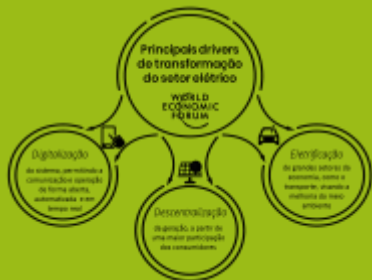 Principais drivers
de transformação
do setor elétrico
WORLD
ECONOMIC
FORUM
Digitalização
do sistema, permitindo a
comunicação e operação
de forma aberta,
automatizada e em
tempo real
Descentralização
da geração, a partir de
uma maior participação
dos consumidores
Eletrificação
de grandes setores da
economia, como o
transporte, visando a
melhoria do meio
ambiente